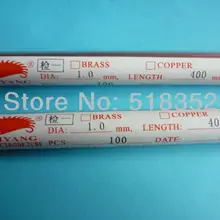 检一 BRASS COPPER
DIA: 1.0 mm, LENGTH: 400
Store No: 518352
检一 BRASS COPPER
DIA: 1.0 mm, LENGTH: 40
PCS 100 DATE